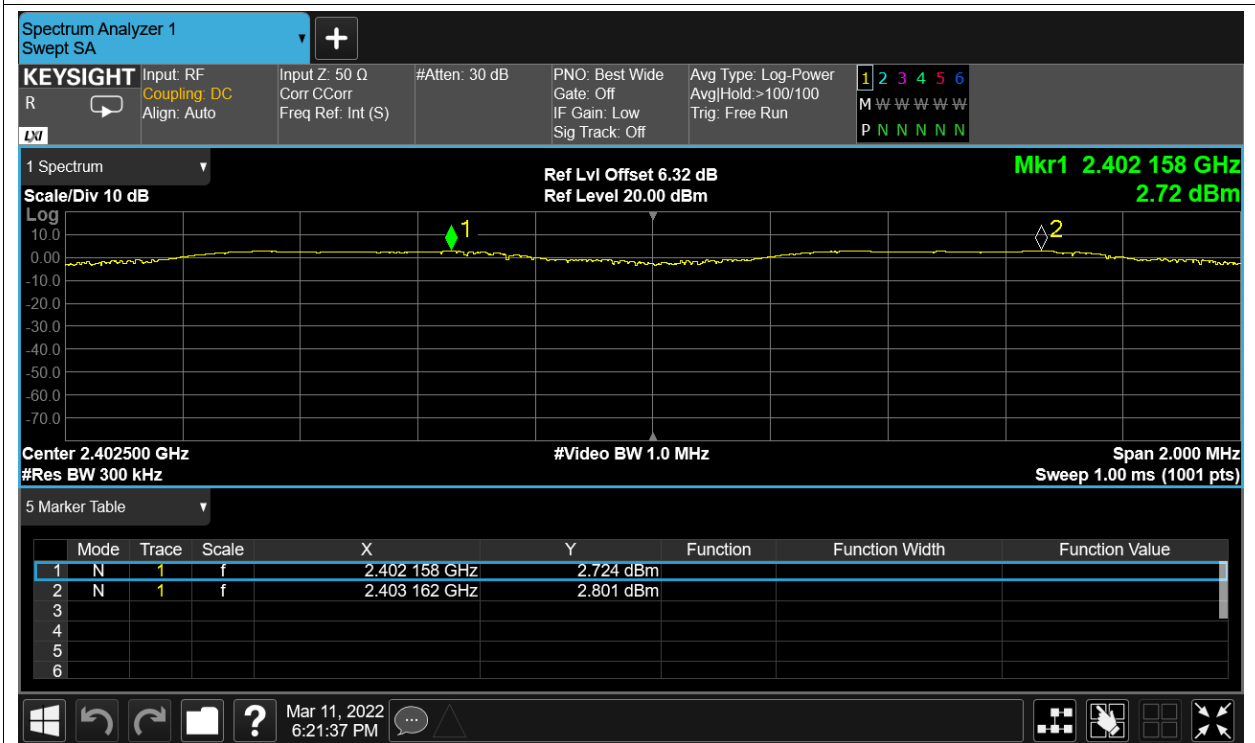 Spectrum Analyzer 1
Swept SA
KEYSIGHT
R
LXI
Input: RF
Coupling: DC
Align: Auto
Input Z: 50 Ω
Corr CCorr
Freq Ref: Int (S)
#Atten: 30 dB
PNO: Best Wide
Gate: Off
IF Gain: Low
Sig Track: Off
Avg Type: Log-Power
Avg|Hold:>100/100
Trig: Free Run
1 2 3 4 5 6
M W W W W W
P N N N N N
1 Spectrum
Scale/Div 10 dB
Ref Lvl Offset 6.32 dB
Ref Level 20.00 dBm
Mkr1 2.402 158 GHz
2.72 dBm
Log
10.0
0.00
-10.0
-20.0
-30.0
-40.0
-50.0
-60.0
-70.0
1
2
Center 2.402500 GHz
#Res BW 300 kHz
#Video BW 1.0 MHz
Span 2.000 MHz
Sweep 1.00 ms (1001 pts)
5 Marker Table
Mode Trace Scale X Y Function Function Width Function Value
1 N 1 f 2.402 158 GHz 2.724 dBm
2 N 1 f 2.403 162 GHz 2.801 dBm
3
4
5
6
?
Mar 11, 2022
6:21:37 PM